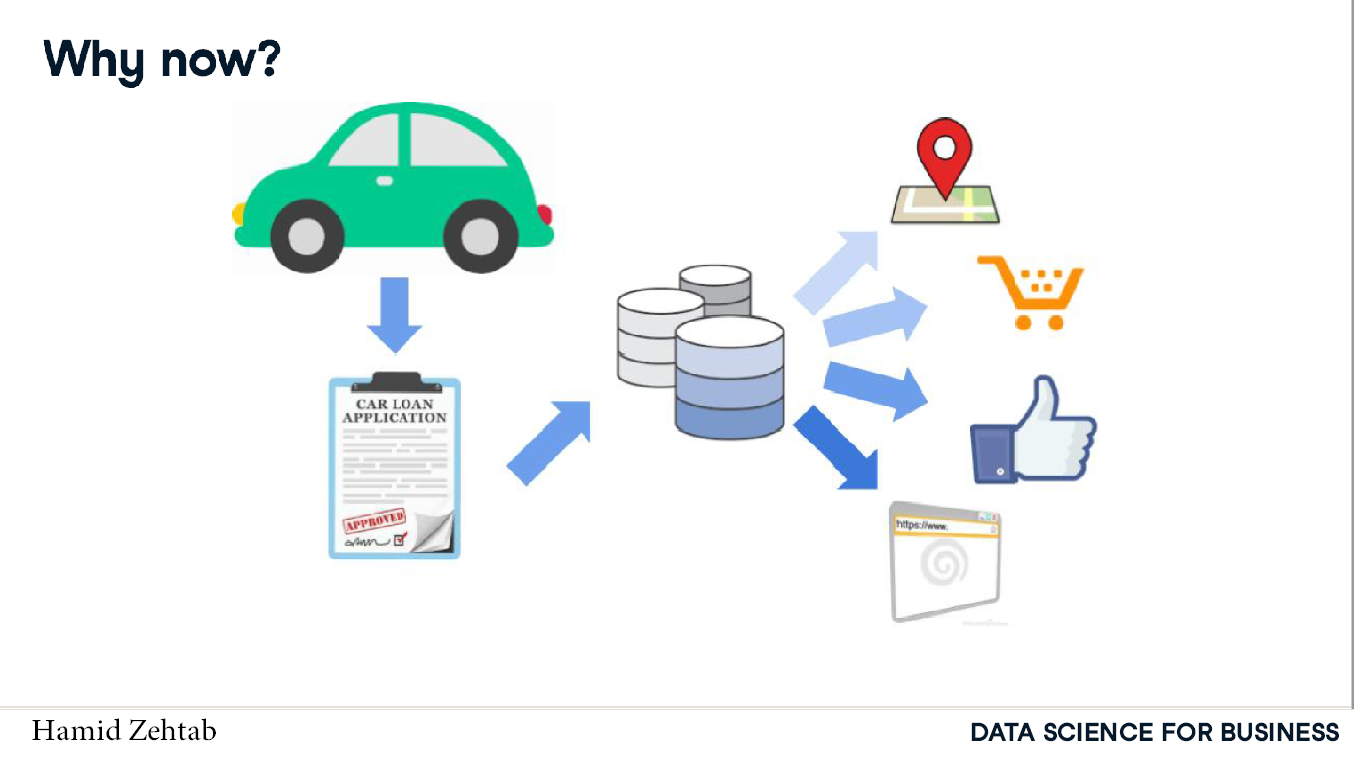 Why now?
CAR LOAN
APPLICATION
APPROVED
https://www.
Hamid Zehtab
DATA SCIENCE FOR BUSINESS